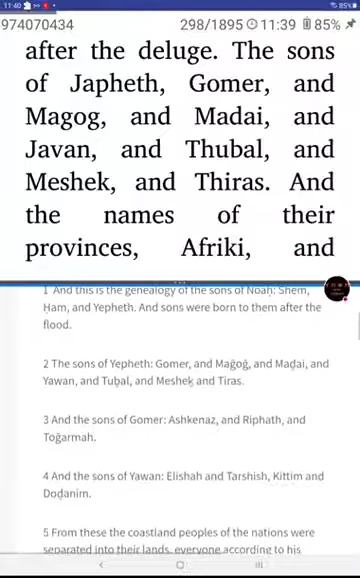 11:40
85%
974070434 298/1895 11:39 85%
after the deluge. The sons
of Japheth, Gomer, and
Magog, and Madai, and
Javan, and Thubal, and
Meshek, and Thiras. And
the names of their
provinces, Afriki, and
1 And this is the genealogy of the sons of Noaḥ: Shem,
Ḥam, and Yepheth. And sons were born to them after the
flood.
2 The sons of Yepheth: Gomer, and Maḡoḡ, and Maḏai, and
Yawan, and Tuḇal, and Mesheḵ and Tiras.
3 And the sons of Gomer: Ashkenaz, and Riphath, and
Toḡarmah.
4 And the sons of Yawan: Elishah and Tarshish, Kittim and
Doḏanim.
5 From these the coastland peoples of the nations were
separated into their lands, everyone according to his